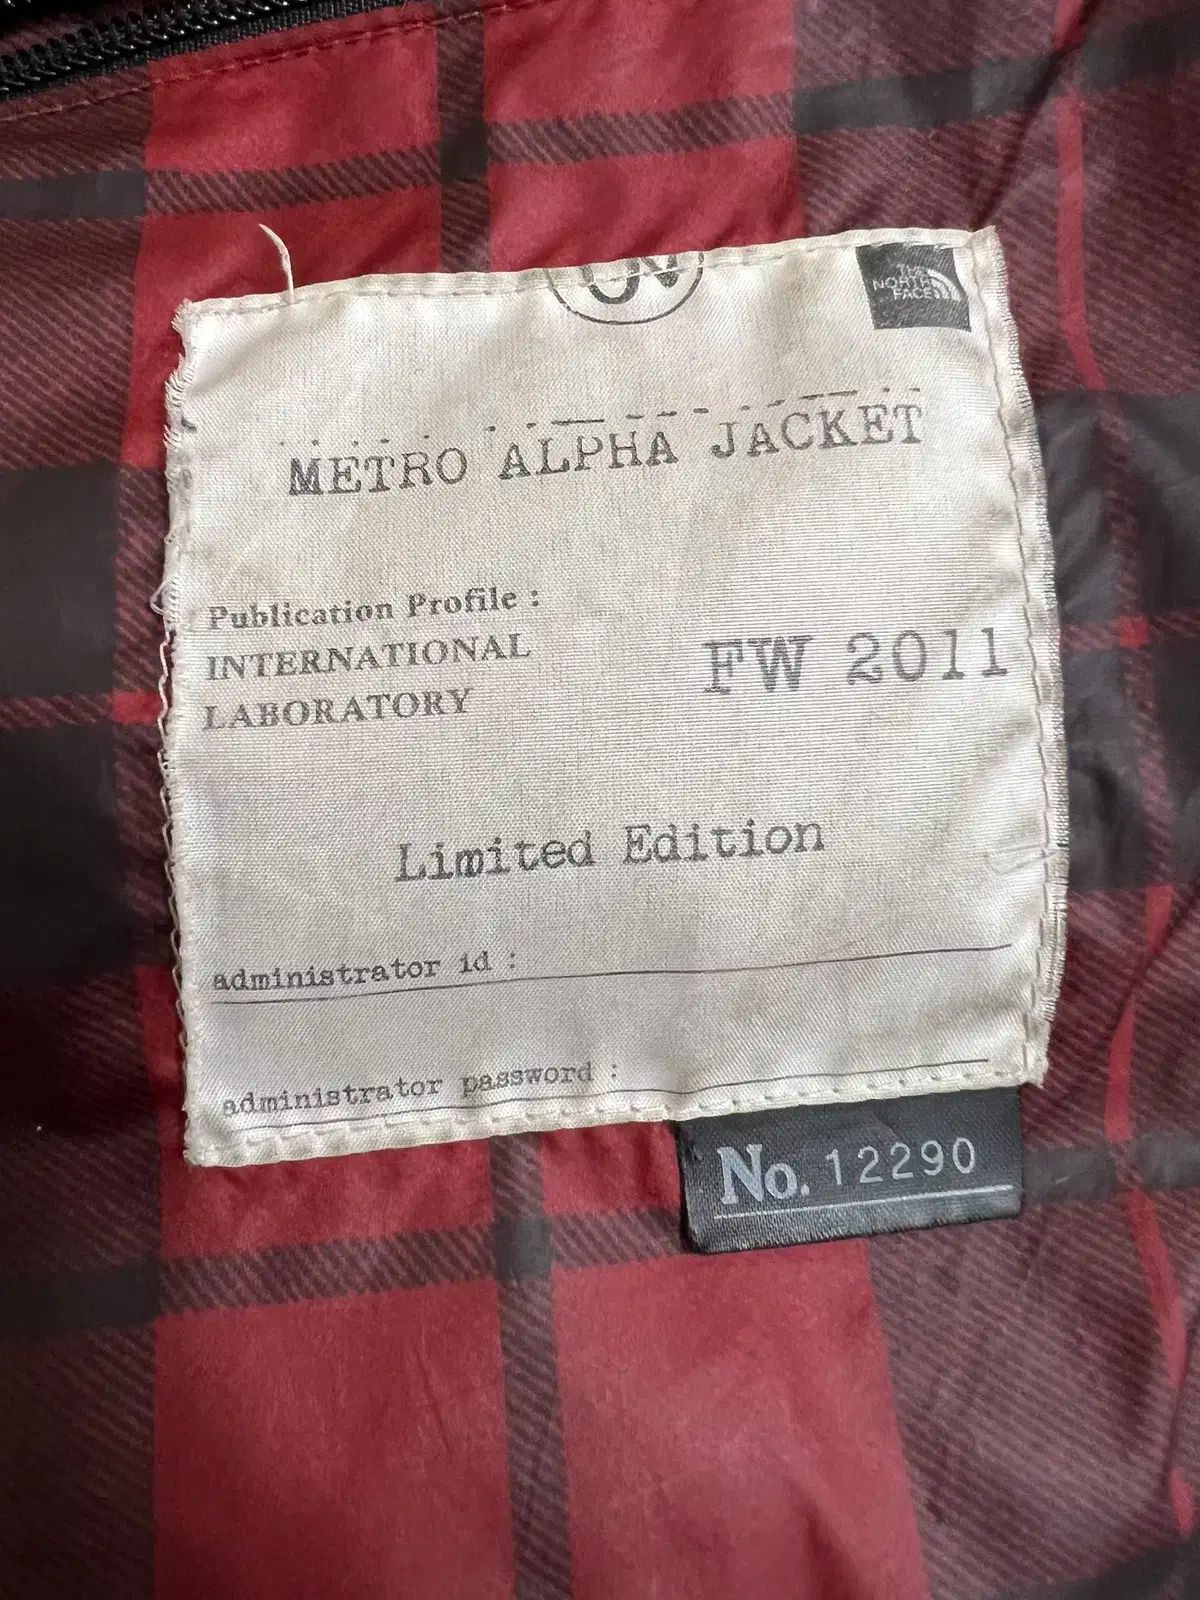 THE
NORTH
FACE
METRO ALPHA JACKET
Publication Profile :
INTERNATIONAL
LABORATORY
FW 2011
Limited Edition
administrator id :
administrator password :
No. 12290